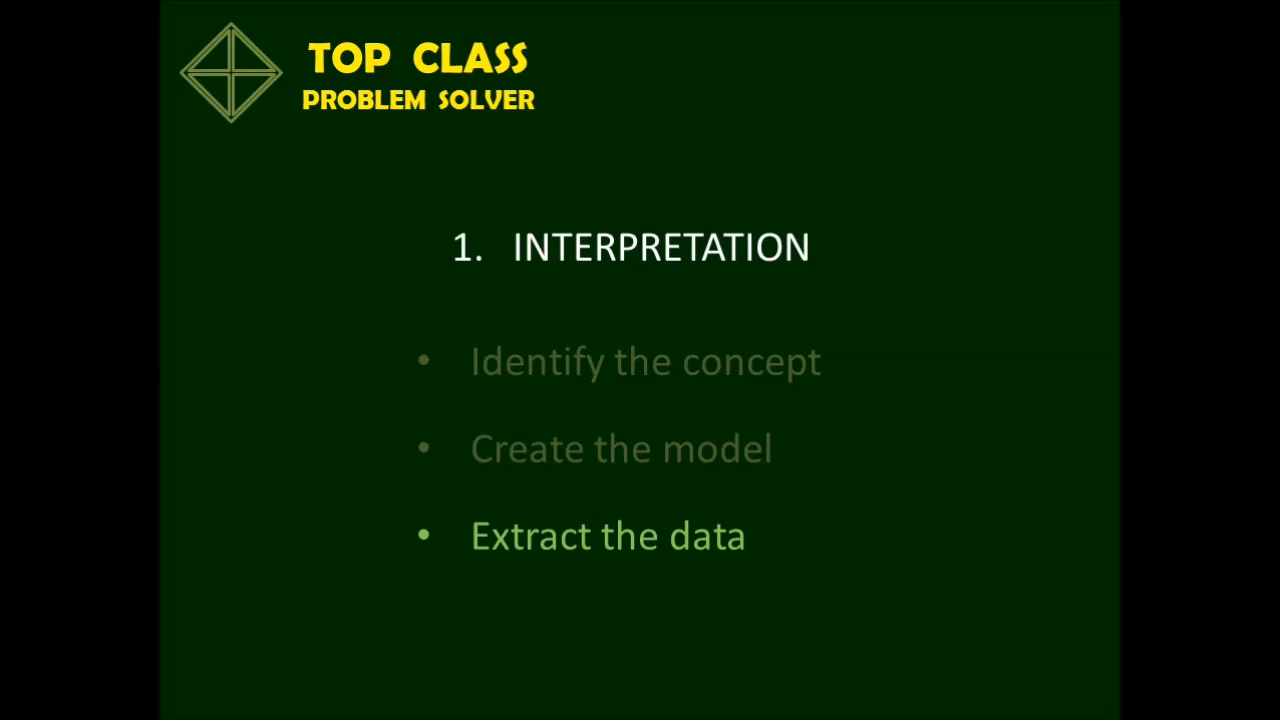 TOP CLASS
PROBLEM SOLVER
1. INTERPRETATION
• Identify the concept
• Create the model
• Extract the data